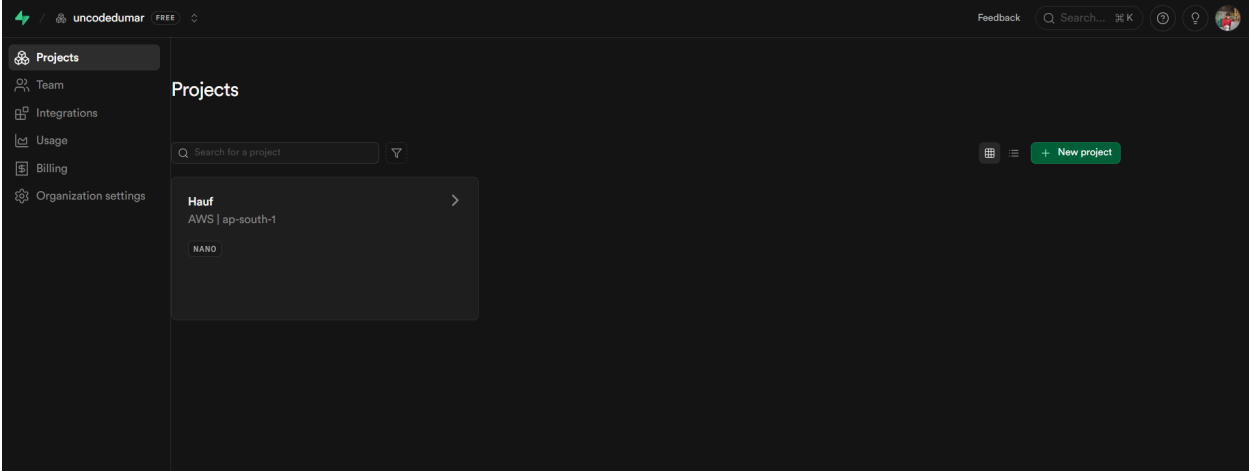 / uncodedumar FREE
Feedback Search... ⌘ K
Projects
Team
Integrations
Usage
Billing
Organization settings
Projects
Search for a project
+ New project
Hauf
AWS | ap-south-1
NANO